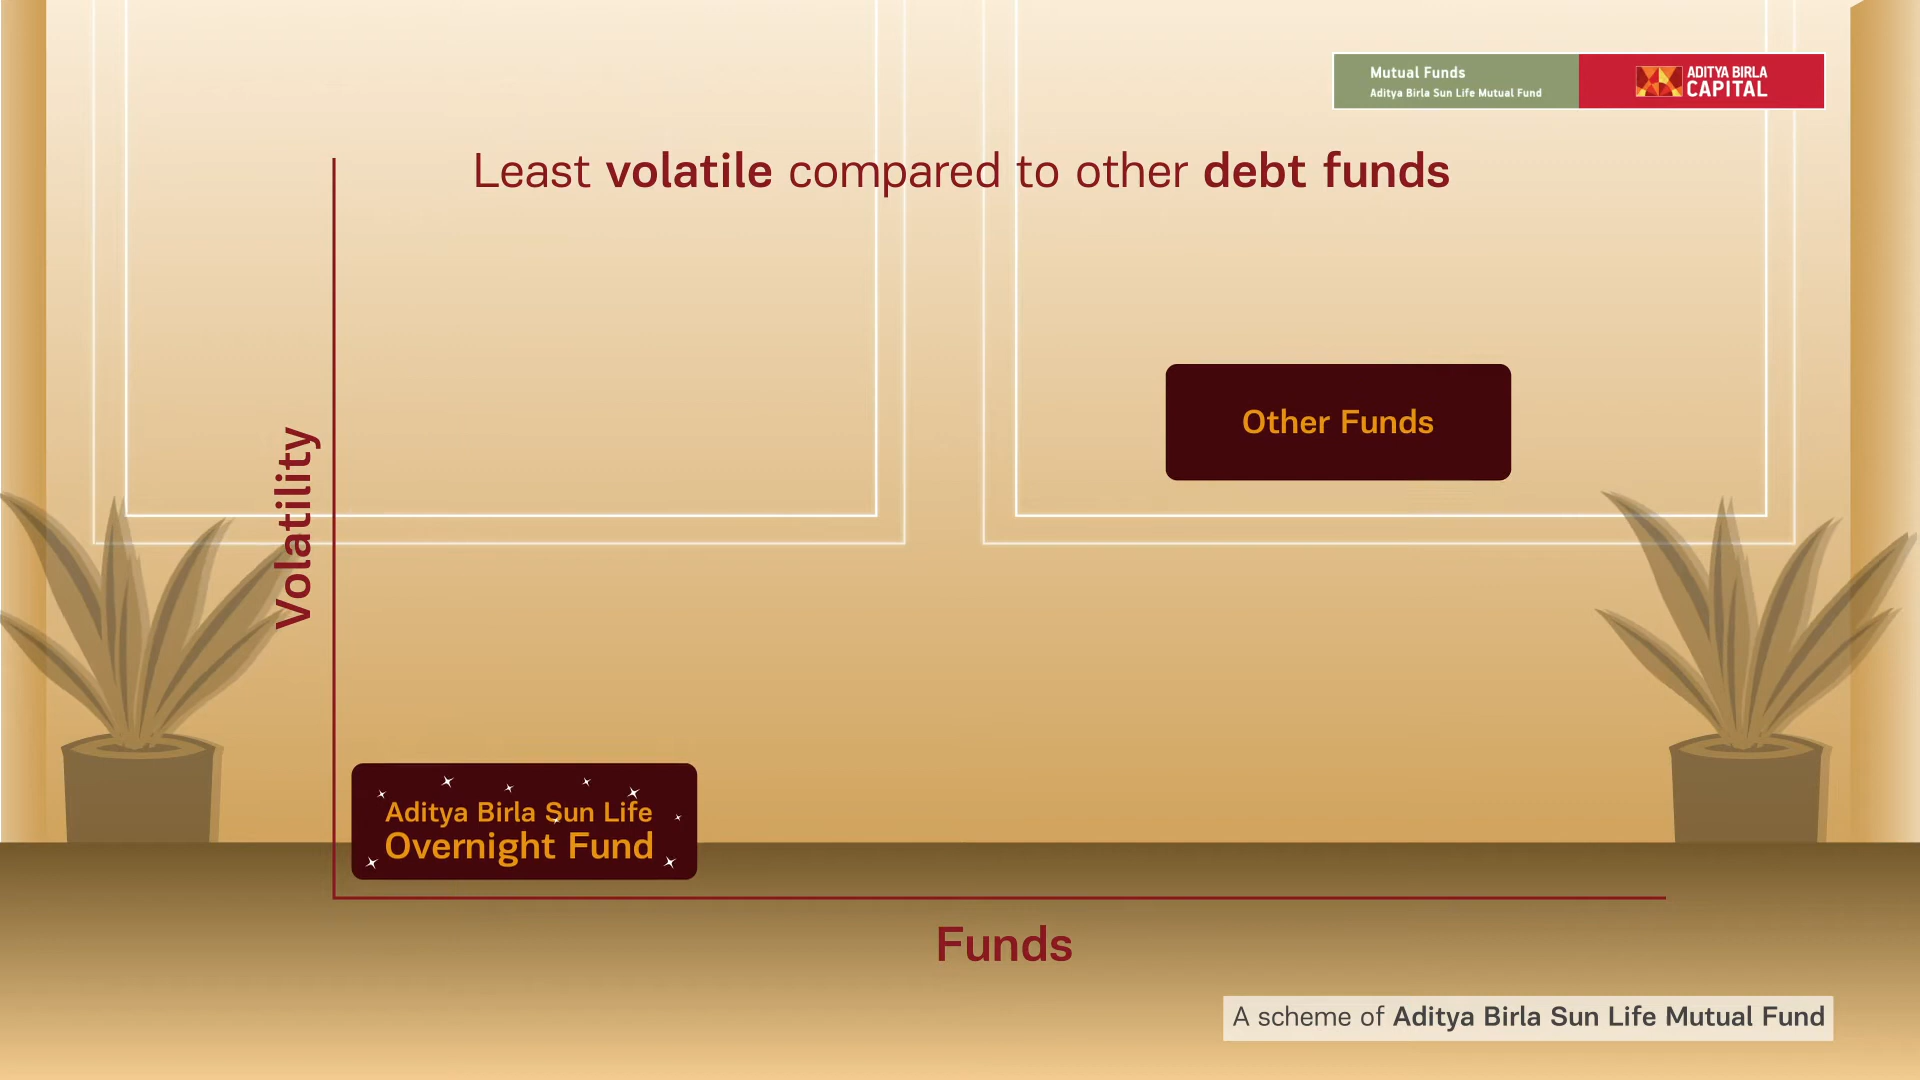 Mutual Funds
Aditya Birla Sun Life Mutual Fund
ADITYA BIRLA
CAPITAL
Least volatile compared to other debt funds
Other Funds
Volatility
Aditya Birla Sun Life
Overnight Fund
Funds
A scheme of Aditya Birla Sun Life Mutual Fund